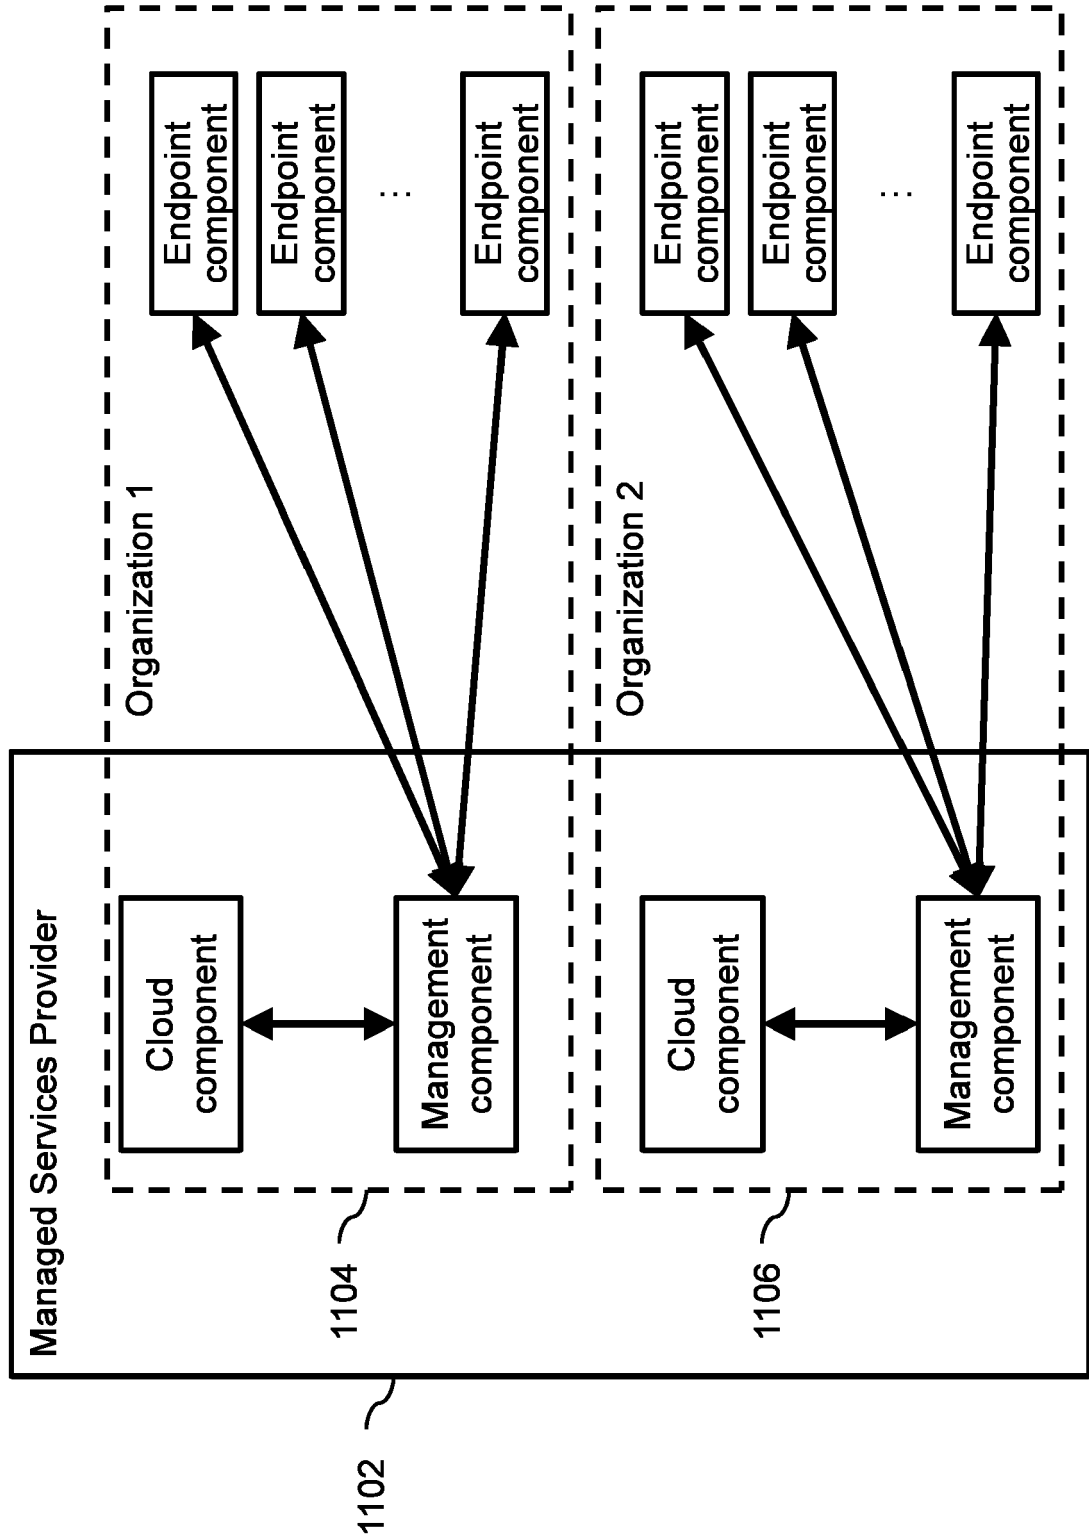 Managed Services Provider
Organization 1
Cloud
component
Management
component
Endpoint
component
Endpoint
component
...
Endpoint
component
1104
Organization 2
Cloud
component
Management
component
Endpoint
component
Endpoint
component
...
Endpoint
component
1106
1102